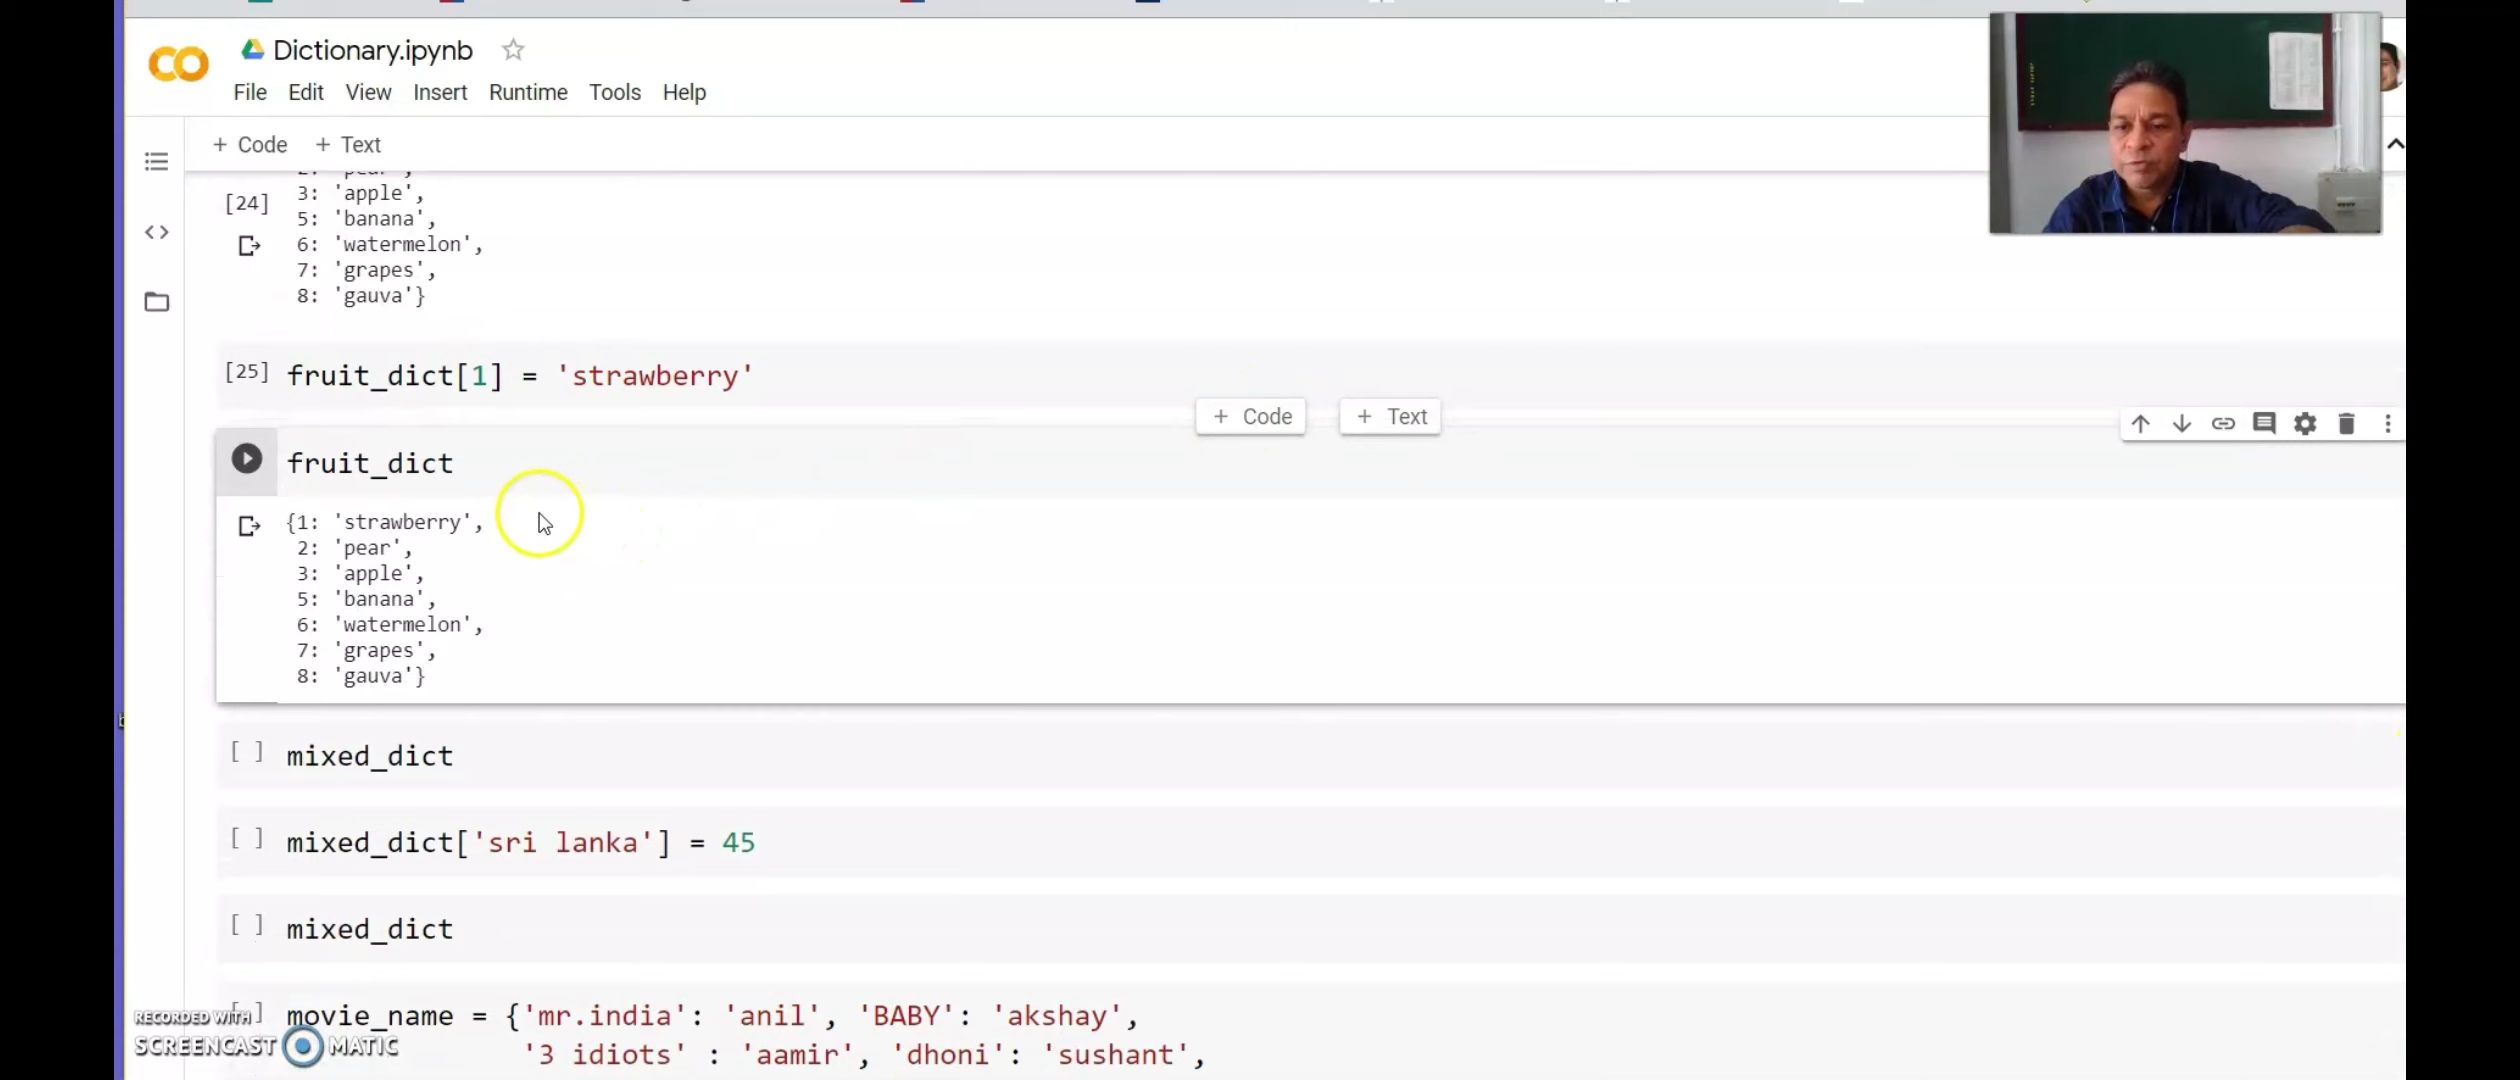 Dictionary.ipynb
File Edit View Insert Runtime Tools Help
+ Code + Text
[24]
3: 'apple',
5: 'banana',
6: 'watermelon',
7: 'grapes',
8: 'gauva'}
[25] fruit_dict[1] = 'strawberry'
+ Code + Text
fruit_dict
{1: 'strawberry',
2: 'pear',
3: 'apple',
5: 'banana',
6: 'watermelon',
7: 'grapes',
8: 'gauva'}
[ ] mixed_dict
[ ] mixed_dict['sri lanka'] = 45
[ ] mixed_dict
[ ] movie_name = {'mr.india': 'anil', 'BABY': 'akshay',
'3 idiots' : 'aamir', 'dhoni': 'sushant',
RECORDED WITH
SCREENCAST MATIC